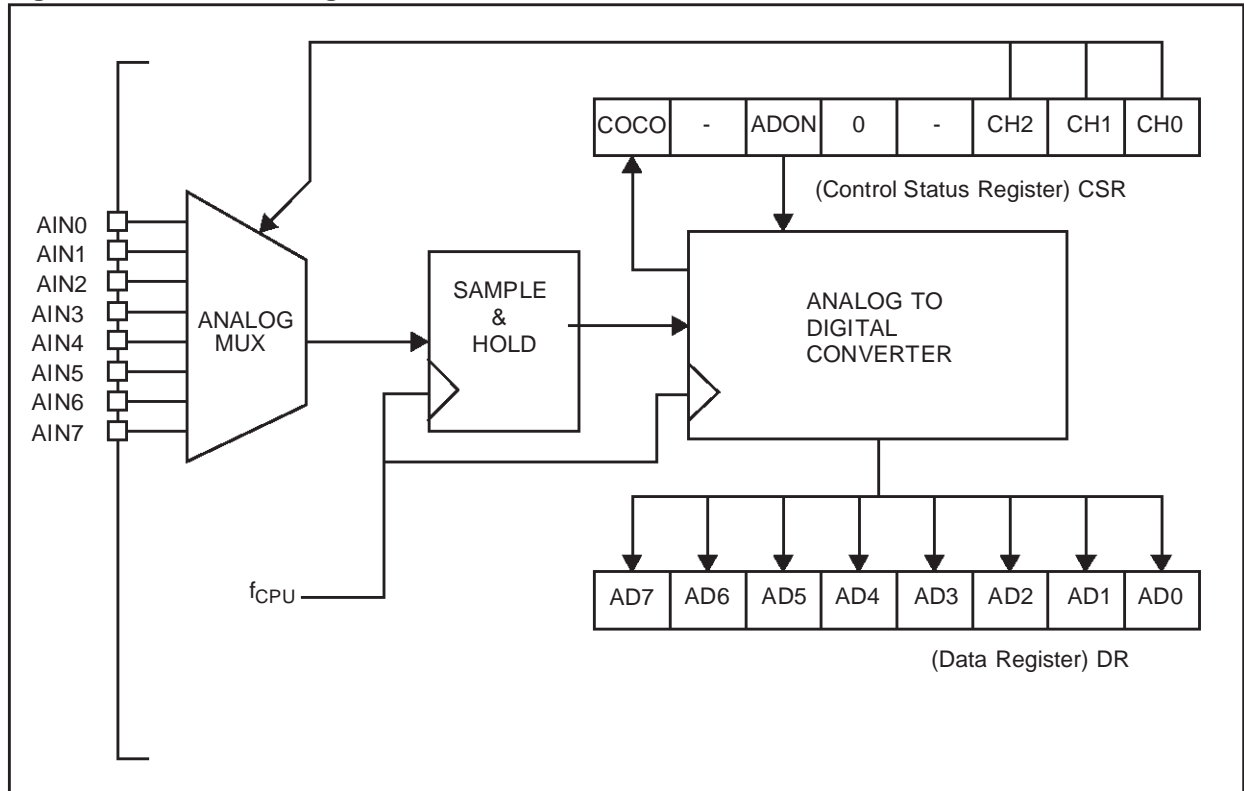 COCO - ADON 0 - CH2 CH1 CH0
(Control Status Register) CSR
AIN0
AIN1
AIN2
AIN3
AIN4
AIN5
AIN6
AIN7
ANALOG
MUX
SAMPLE
&
HOLD
ANALOG TO
DIGITAL
CONVERTER
fCPU
AD7 AD6 AD5 AD4 AD3 AD2 AD1 AD0
(Data Register) DR